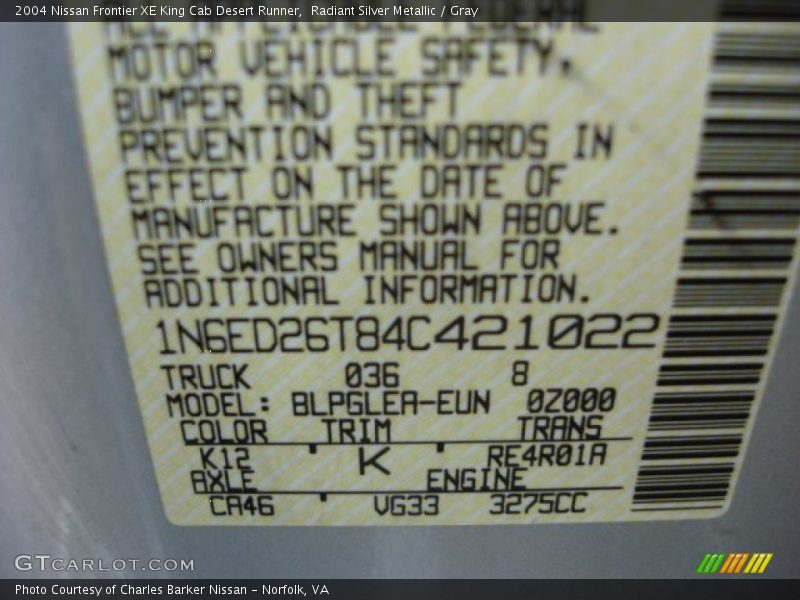 2004 Nissan Frontier XE King Cab Desert Runner,  Radiant Silver Metallic / Gray
ALL APPLICABLE FEDERAL
MOTOR VEHICLE SAFETY,
BUMPER AND THEFT
PREVENTION STANDARDS IN
EFFECT ON THE DATE OF
MANUFACTURE SHOWN ABOVE.
SEE OWNERS MANUAL FOR
ADDITIONAL INFORMATION.
1N6ED26T84C421022
TRUCK 036 8
MODEL: BLPGLEA-EUN 0Z000
COLOR TRIM TRANS
K12 K RE4R01A
AXLE ENGINE
CA46 VG33 3275CC
GTCARLOT.COM
Photo Courtesy of Charles Barker Nissan - Norfolk, VA